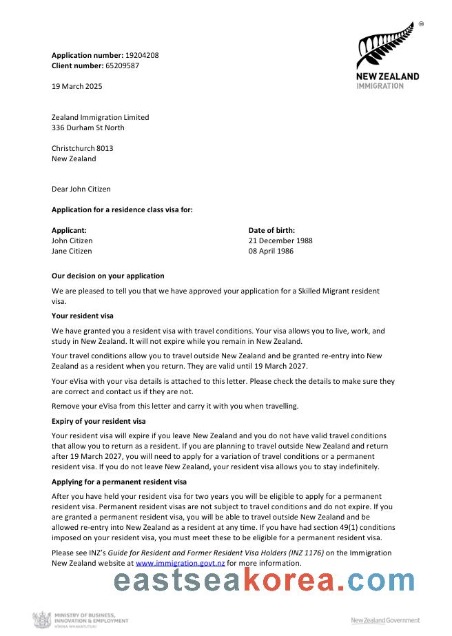 ®
NEW ZEALAND
IMMIGRATION
Application number: 19204208
Client number: 65209587
19 March 2025
Zealand Immigration Limited
336 Durham St North
Christchurch 8013
New Zealand
Dear John Citizen
Application for a residence class visa for:
Applicant: Date of birth:
John Citizen 21 December 1988
Jane Citizen 08 April 1986
Our decision on your application
We are pleased to tell you that we have approved your application for a Skilled Migrant resident
visa.
Your resident visa
We have granted you a resident visa with travel conditions. Your visa allows you to live, work, and
study in New Zealand. It will not expire while you remain in New Zealand.
Your travel conditions allow you to travel outside New Zealand and be granted re-entry into New
Zealand as a resident when you return. They are valid until 19 March 2027.
Your eVisa with your visa details is attached to this letter. Please check the details to make sure they
are correct and contact us if they are not.
Remove your eVisa from this letter and carry it with you when travelling.
Expiry of your resident visa
Your resident visa will expire if you leave New Zealand and you do not have valid travel conditions
that allow you to return as a resident. If you are planning to travel outside New Zealand and return
after 19 March 2027, you will need to apply for a variation of travel conditions or a permanent
resident visa. If you do not leave New Zealand, your resident visa allows you to stay indefinitely.
Applying for a permanent resident visa
After you have held your resident visa for two years you will be eligible to apply for a permanent
resident visa. Permanent resident visas are not subject to travel conditions and do not expire. If you
are granted a permanent resident visa, you will be able to travel outside New Zealand and be
allowed re-entry into New Zealand as a resident at any time. If you have had section 49(1) conditions
imposed on your resident visa, you must meet these to be eligible for a permanent resident visa.
Please see INZ's Guide for Resident and Former Resident Visa Holders (INZ 1176) on the Immigration
New Zealand website at www.immigration.govt.nz for more information.
eastseakorea.com
MINISTRY OF BUSINESS,
INNOVATION & EMPLOYMENT
New Zealand Government